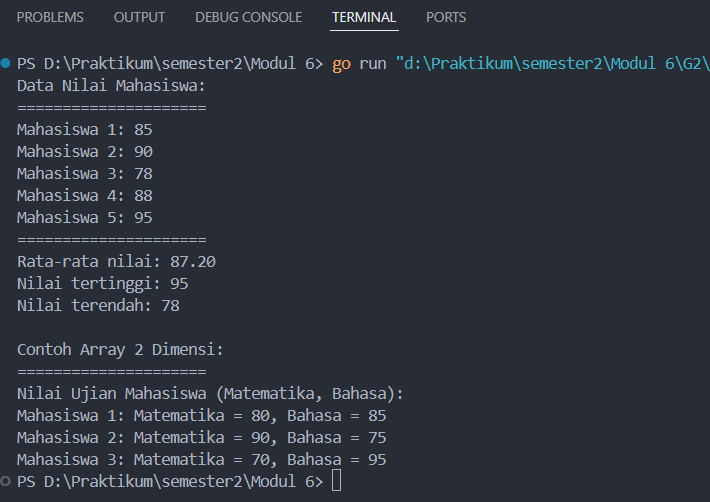 PROBLEMS OUTPUT DEBUG CONSOLE TERMINAL PORTS
PS D:\Praktikum\semester2\Modul 6> go run "d:\Praktikum\semester2\Modul 6\G2\
Data Nilai Mahasiswa:
=====================
Mahasiswa 1: 85
Mahasiswa 2: 90
Mahasiswa 3: 78
Mahasiswa 4: 88
Mahasiswa 5: 95
=====================
Rata-rata nilai: 87.20
Nilai tertinggi: 95
Nilai terendah: 78
Contoh Array 2 Dimensi:
=====================
Nilai Ujian Mahasiswa (Matematika, Bahasa):
Mahasiswa 1: Matematika = 80, Bahasa = 85
Mahasiswa 2: Matematika = 90, Bahasa = 75
Mahasiswa 3: Matematika = 70, Bahasa = 95
PS D:\Praktikum\semester2\Modul 6>